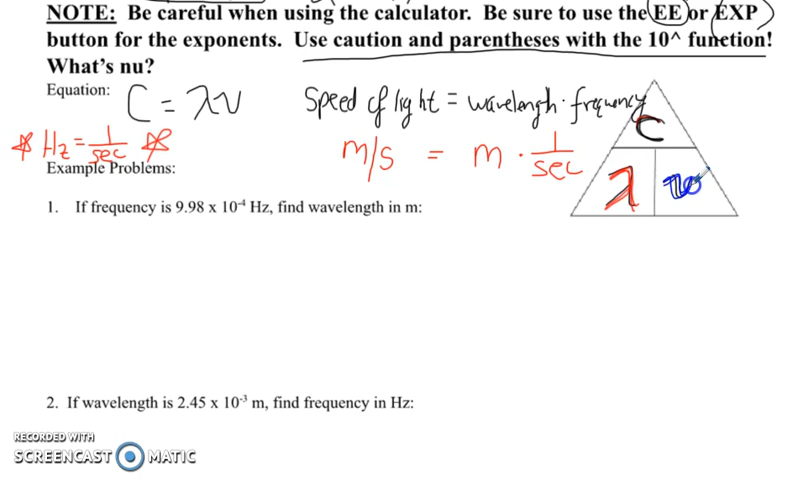 NOTE: Be careful when using the calculator. Be sure to use the EE or EXP
button for the exponents. Use caution and parentheses with the 10^ function!
What's nu?
Equation: C = λν Speed of light = wavelength · frequency
* Hz = 1/sec * m/s = m · 1/sec
C
Example Problems:
λ
1. If frequency is 9.98 x 10⁻⁴ Hz, find wavelength in m:
2. If wavelength is 2.45 x 10⁻³ m, find frequency in Hz:
RECORDED WITH
SCREENCAST MATIC